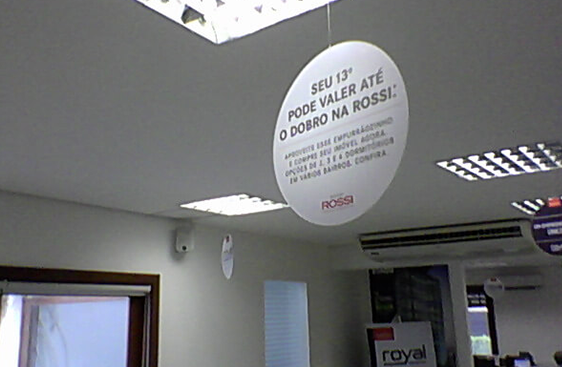 SEU 13º
PODE VALER ATÉ
O DOBRO NA ROSSI.*
APROVEITE ESSE EMPURRÃOZINHO
E COMPRE SEU IMÓVEL AGORA.
OPÇÕES DE 2, 3 E 4 DORMITÓRIOS
EM VÁRIOS BAIRROS. CONFIRA.
ROSSI
royal